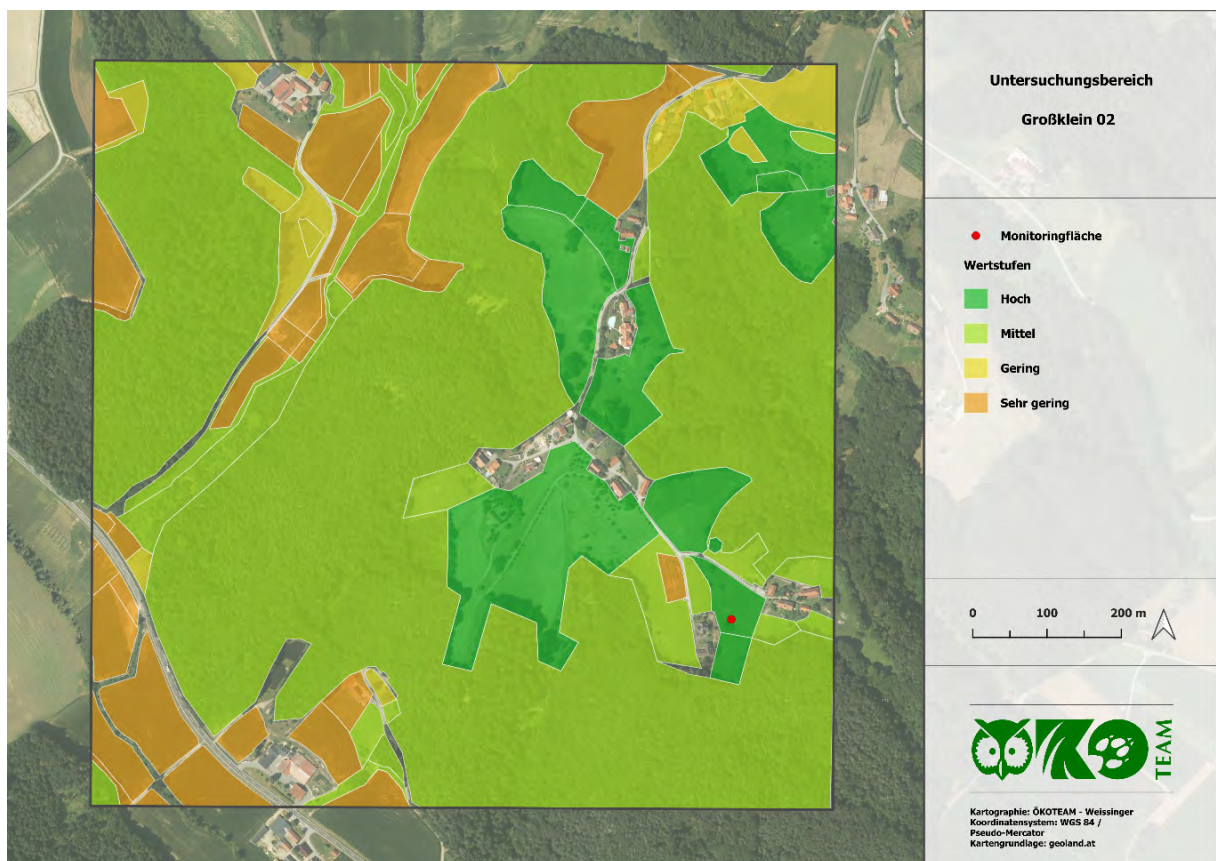 Untersuchungsbereich
Großklein 02
Monitoringfläche
Wertstufen
Hoch
Mittel
Gering
Sehr gering
0 100 200 m
ÖKO
TEAM
Kartographie: ÖKOTEAM - Weissinger
Koordinatensystem: WGS 84 /
Pseudo-Mercator
Kartengrundlage: geoland.at